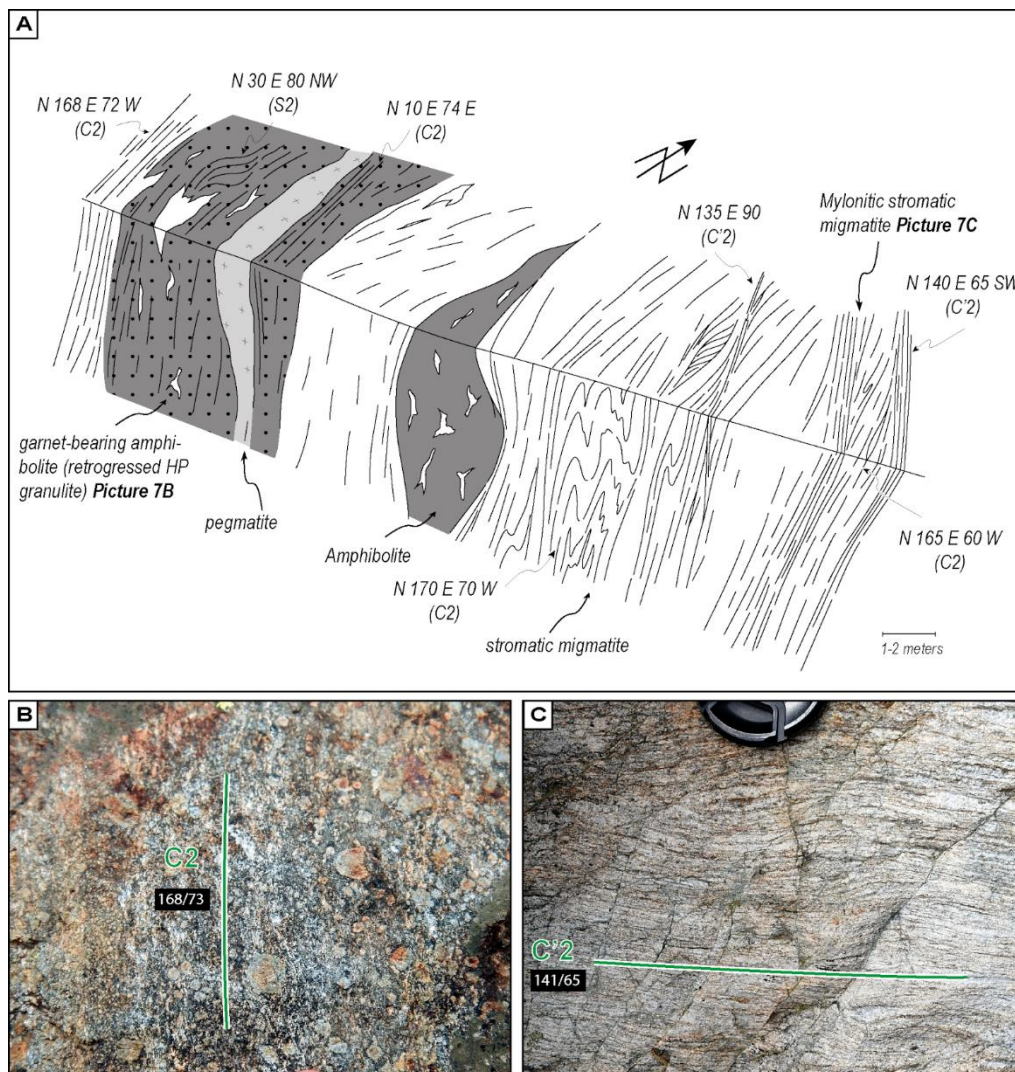 A
N 30 E 80 NW
(S2)
N 168 E 72 W
(C2)
N 10 E 74 E
(C2)
N
Mylonitic stromatic
migmatite Picture 7C
N 135 E 90
(C'2)
N 140 E 65 SW
(C'2)
garnet-bearing amphi-
bolite (retrogressed HP
granulite) Picture 7B
pegmatite
Amphibolite
N 170 E 70 W
(C2)
stromatic migmatite
N 165 E 60 W
(C2)
1-2 meters
B
C2
168/73
C
C'2
141/65